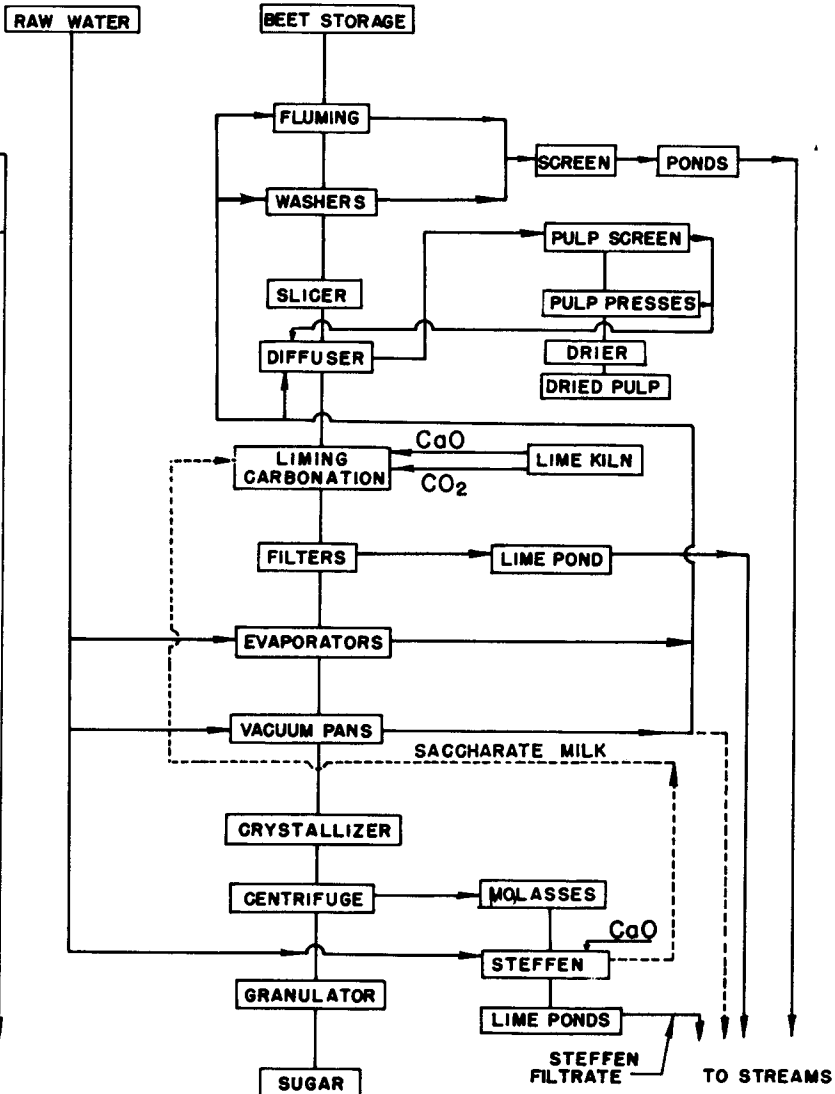 RAW WATER
BEET STORAGE
FLUMING
SCREEN
PONDS
WASHERS
PULP SCREEN
SLICER
PULP PRESSES
DIFFUSER
DRIER
DRIED PULP
LIMING
CARBONATION
CaO
CO2
LIME KILN
FILTERS
LIME POND
EVAPORATORS
VACUUM PANS
SACCHARATE MILK
CRYSTALLIZER
CENTRIFUGE
MOLASSES
CaO
STEFFEN
GRANULATOR
LIME PONDS
STEFFEN
FILTRATE
TO STREAMS
SUGAR